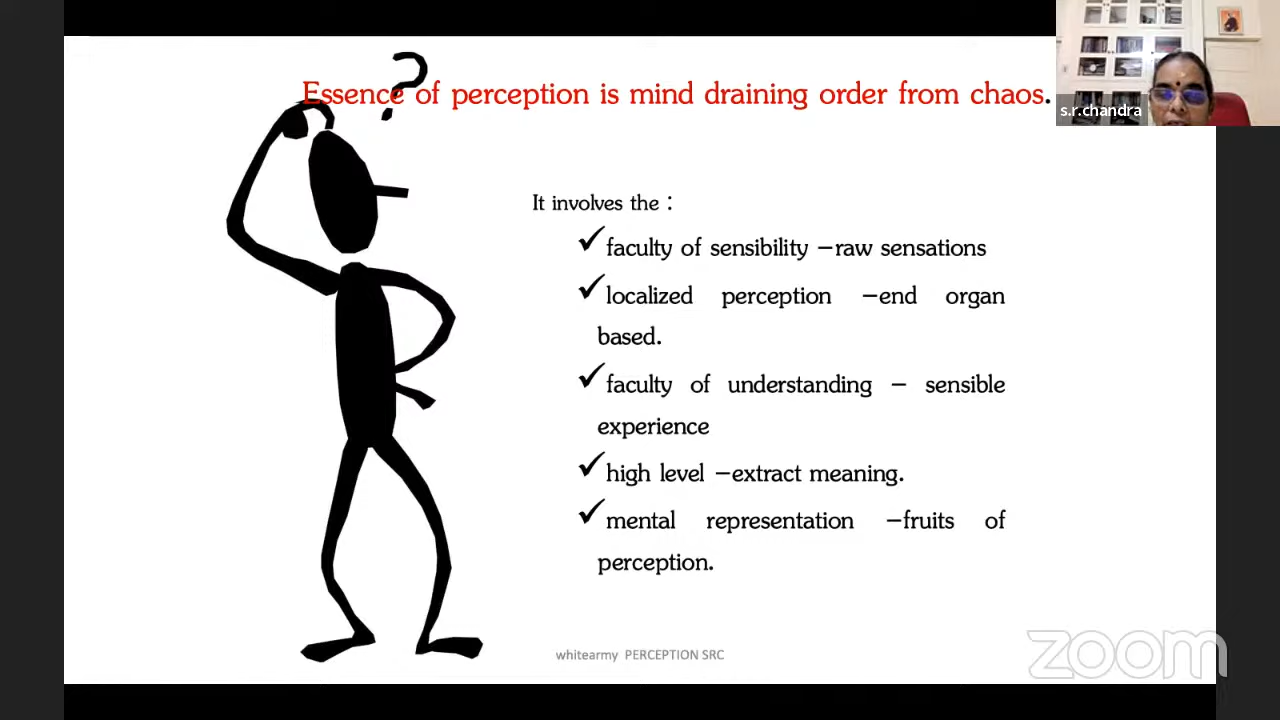 ?
Essence of perception is mind draining order from chaos.
s.r.chandra
It involves the :
✓faculty of sensibility –raw sensations
✓localized perception –end organ
based.
✓faculty of understanding – sensible
experience
✓high level –extract meaning.
✓mental representation –fruits of
perception.
whitearmy PERCEPTION SRC
zoom